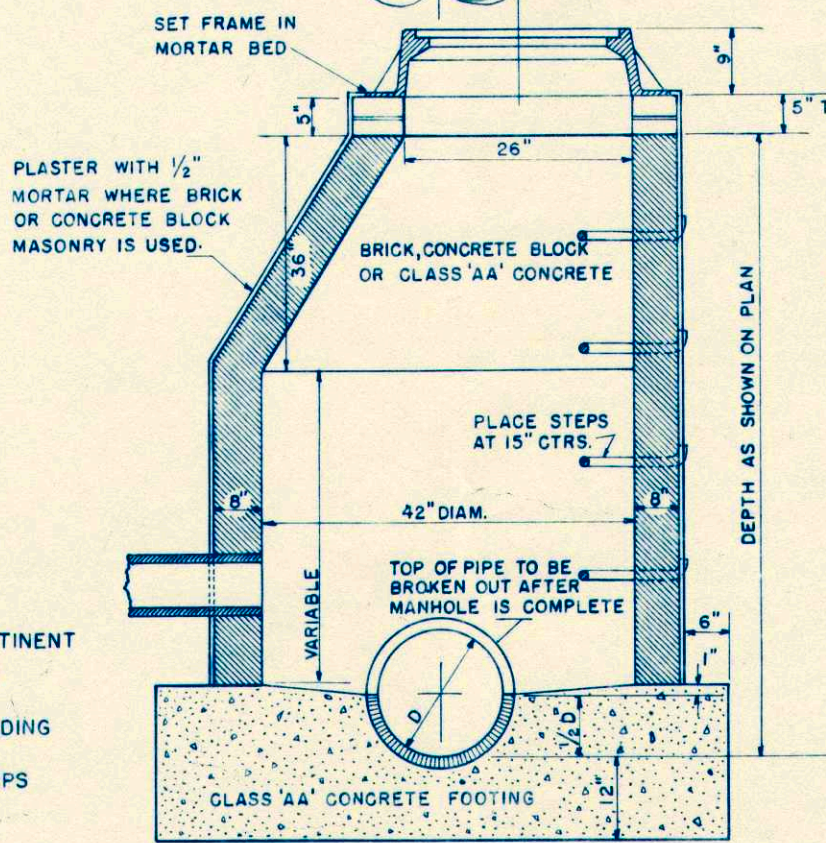 SET FRAME IN
MORTAR BED
9"
5"
5" T
26"
PLASTER WITH 1/2"
MORTAR WHERE BRICK
OR CONCRETE BLOCK
MASONRY IS USED.
36"
BRICK, CONCRETE BLOCK
OR CLASS 'AA' CONCRETE
DEPTH AS SHOWN ON PLAN
PLACE STEPS
AT 15" CTRS.
8"
42" DIAM.
8"
VARIABLE
TOP OF PIPE TO BE
BROKEN OUT AFTER
MANHOLE IS COMPLETE
6"
1"
TINENT
D
1/2 D
DING
PS
CLASS 'AA' CONCRETE FOOTING
12"